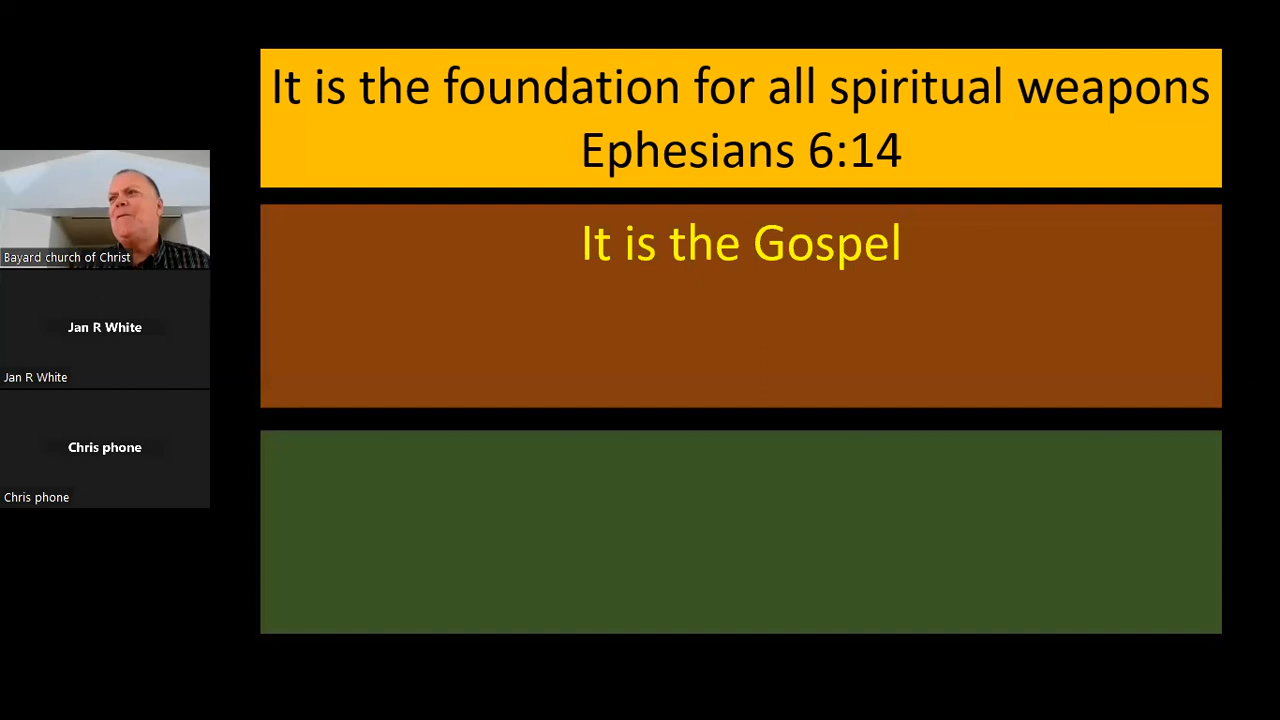 It is the foundation for all spiritual weapons
Ephesians 6:14
It is the Gospel
Bayard church of Christ
Jan R White
Jan R White
Chris phone
Chris phone